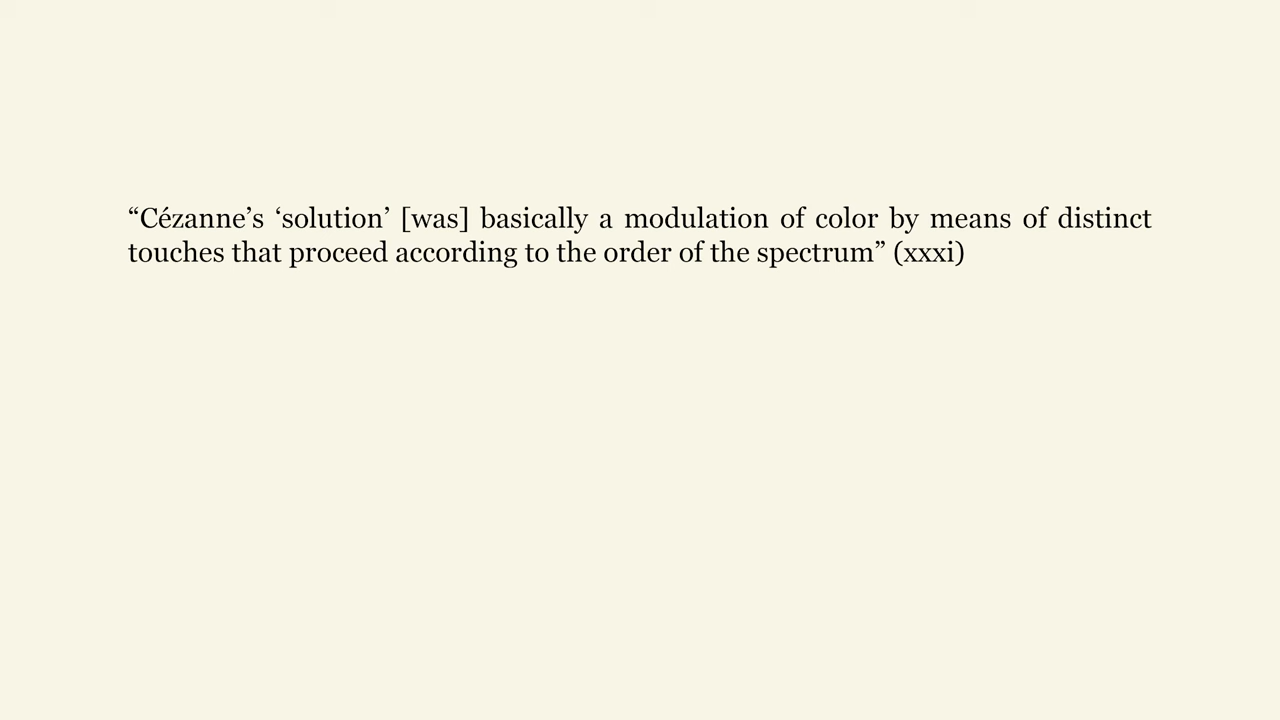 “Cézanne’s ‘solution’ [was] basically a modulation of color by means of distinct
touches that proceed according to the order of the spectrum” (xxxi)